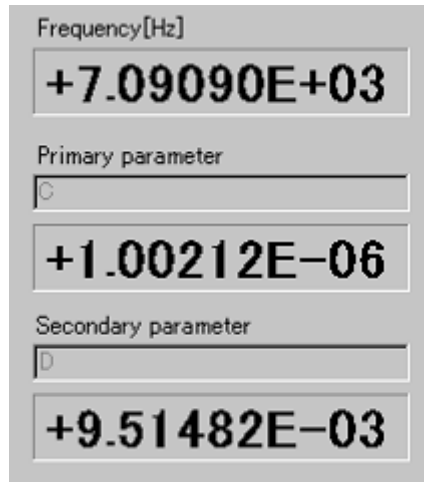 Frequency[Hz]
+7.09090E+03
Primary parameter
C
+1.00212E-06
Secondary parameter
D
+9.51482E-03